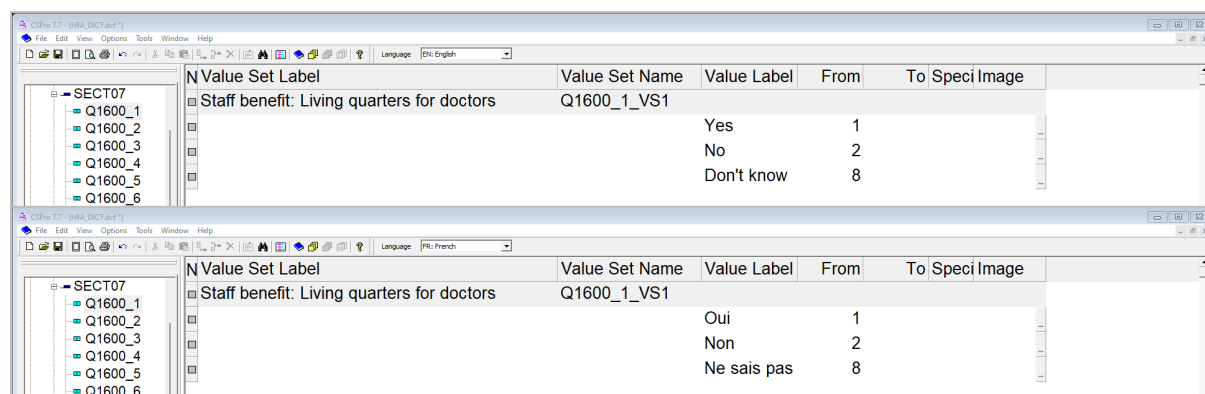 CSPro 7.7 - [HFA_DICT.dcf *]
File Edit View Options Tools Window Help
Language EN: English
N Value Set Label Value Set Name Value Label From To Speci Image
SECT07
Staff benefit: Living quarters for doctors Q1600_1_VS1
Q1600_1
Yes 1
Q1600_2
Q1600_3
No 2
Q1600_4
Don't know 8
Q1600_5
Q1600_6
CSPro 7.7 - [HFA_DICT.dcf *]
File Edit View Options Tools Window Help
Language FR: French
N Value Set Label Value Set Name Value Label From To Speci Image
SECT07
Staff benefit: Living quarters for doctors Q1600_1_VS1
Q1600_1
Oui 1
Q1600_2
Q1600_3
Non 2
Q1600_4
Ne sais pas 8
Q1600_5
Q1600_6